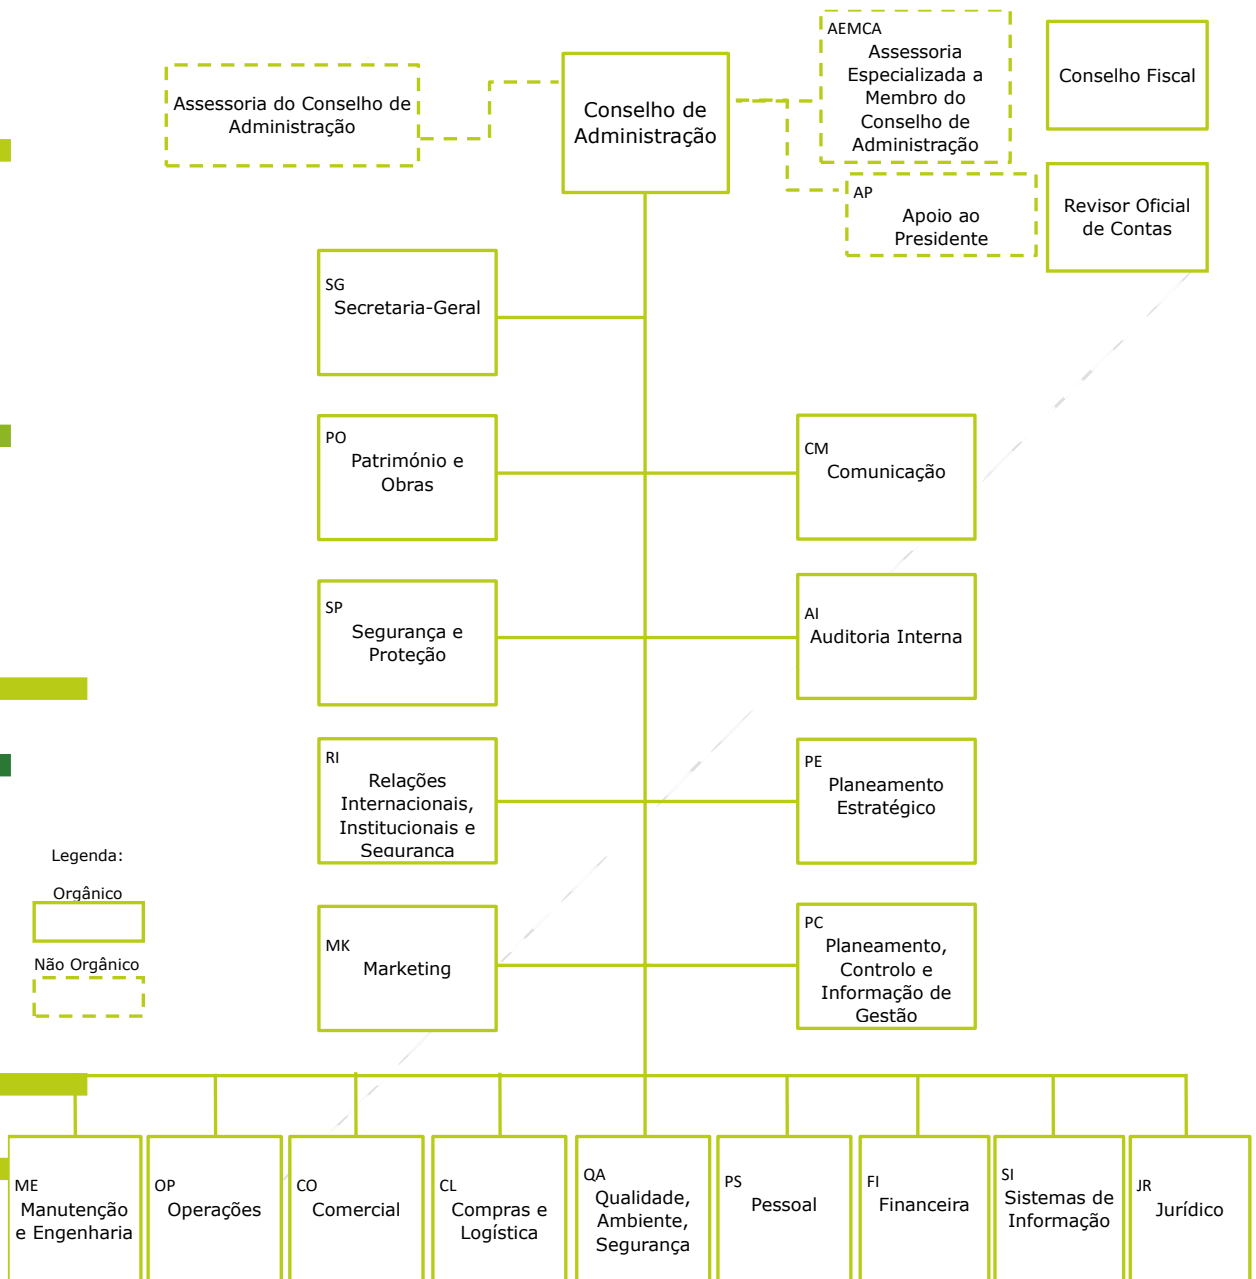 Assessoria do Conselho de
Administração
Conselho de
Administração
AEMCA
Assessoria
Especializada a
Membro do
Conselho de
Administração
Conselho Fiscal
AP
Apoio ao
Presidente
Revisor Oficial
de Contas
SG
Secretaria-Geral
PO
Património e
Obras
CM
Comunicação
SP
Segurança e
Proteção
AI
Auditoria Interna
RI
Relações
Internacionais,
Institucionais e
Segurança
PE
Planeamento
Estratégico
Legenda:
Orgânico
Não Orgânico
MK
Marketing
PC
Planeamento,
Controlo e
Informação de
Gestão
ME
Manutenção
e Engenharia
OP
Operações
CO
Comercial
CL
Compras e
Logística
QA
Qualidade,
Ambiente,
Segurança
PS
Pessoal
FI
Financeira
SI
Sistemas de
Informação
JR
Jurídico